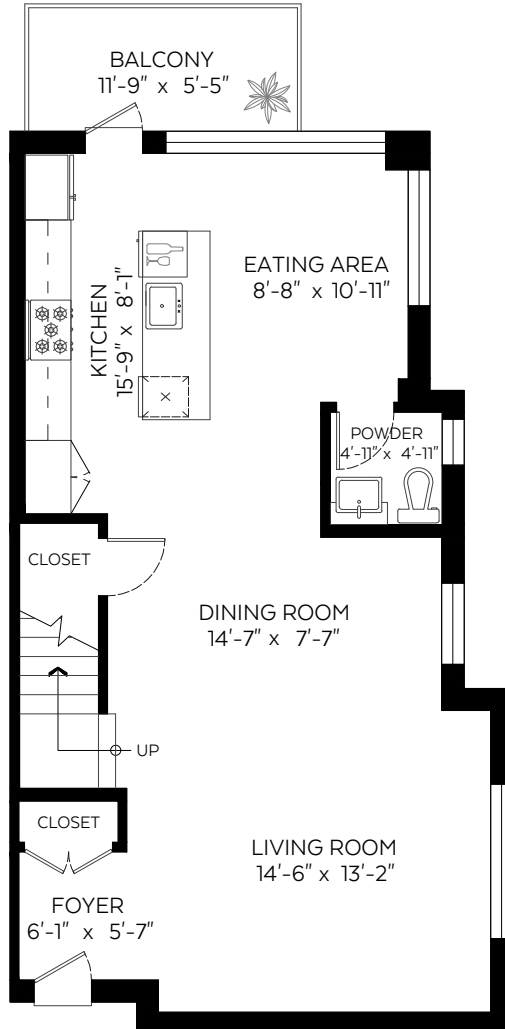 BALCONY
11'-9" x 5'-5"
EATING AREA
8'-8" x 10'-11"
KITCHEN
15'-9" x 8'-1"
X
POWDER
4'-11" x 4'-11"
CLOSET
DINING ROOM
14'-7" x 7'-7"
UP
CLOSET
LIVING ROOM
14'-6" x 13'-2"
FOYER
6'-1" x 5'-7"